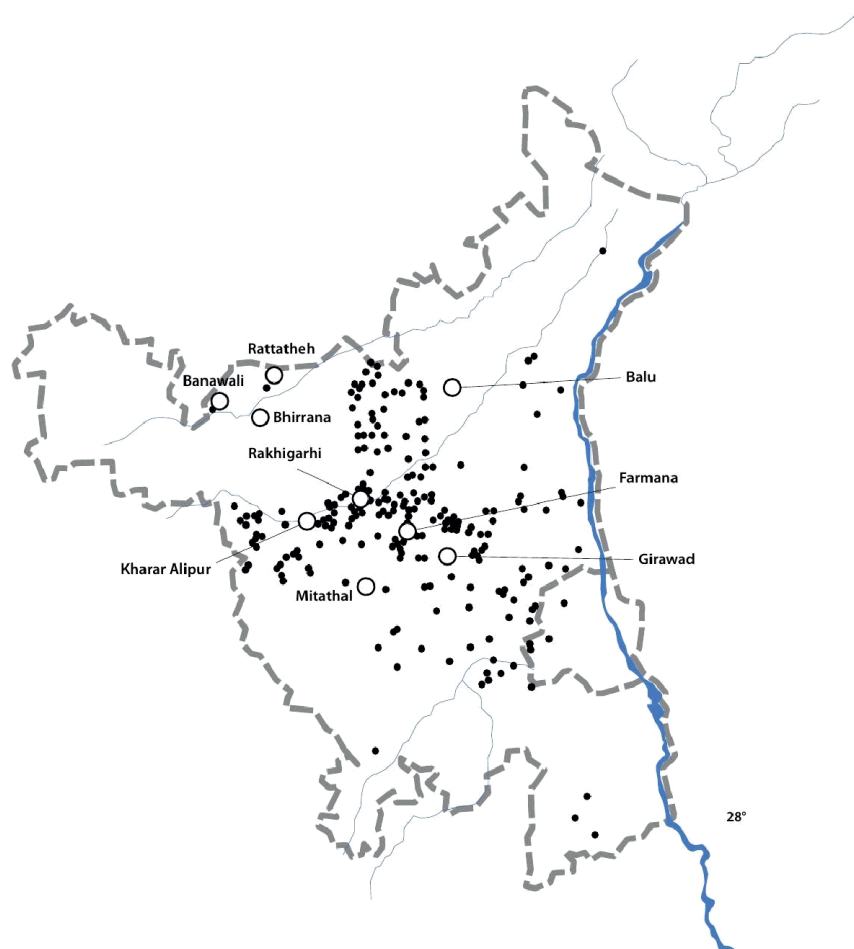 Rattatheh
Banawali
Balu
Bhirrana
Rakhigarhi
Farmana
Girawad
Kharar Alipur
Mitathal
28°